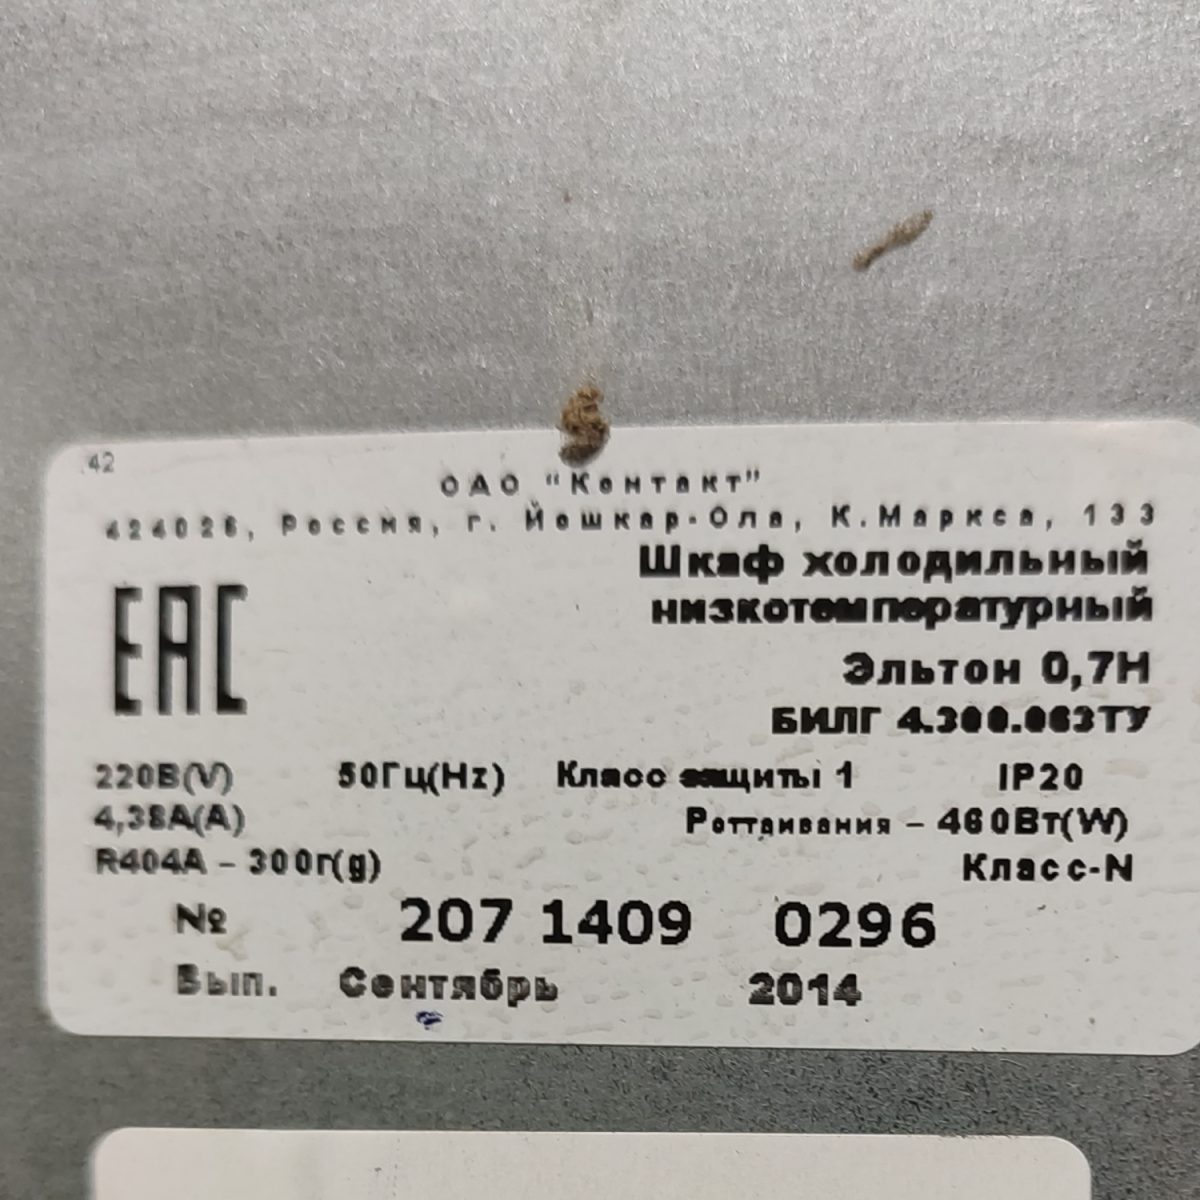 42
ОАО "Контакт"
424026, Россия, г. Йошкар-Ола, К.Маркса, 133
Шкаф холодильный
низкотемпературный
EAC
Эльтон 0,7Н
БИЛГ 4.300.063ТУ
220В(V) 50Гц(Hz) Класс защиты 1 IP20
4,38А(A) Роттаивания – 460Вт(W)
R404A – 300г(g) Класс-N
№ 207 1409 0296
Вып. Сентябрь 2014